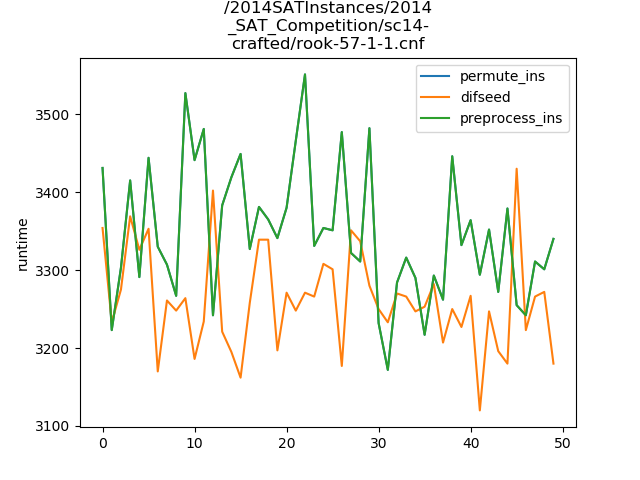 /2014SATInstances/2014
_SAT_Competition/sc14-
crafted/rook-57-1-1.cnf
permute_ins
difseed
preprocess_ins
runtime
3500
3400
3300
3200
3100
0 10 20 30 40 50